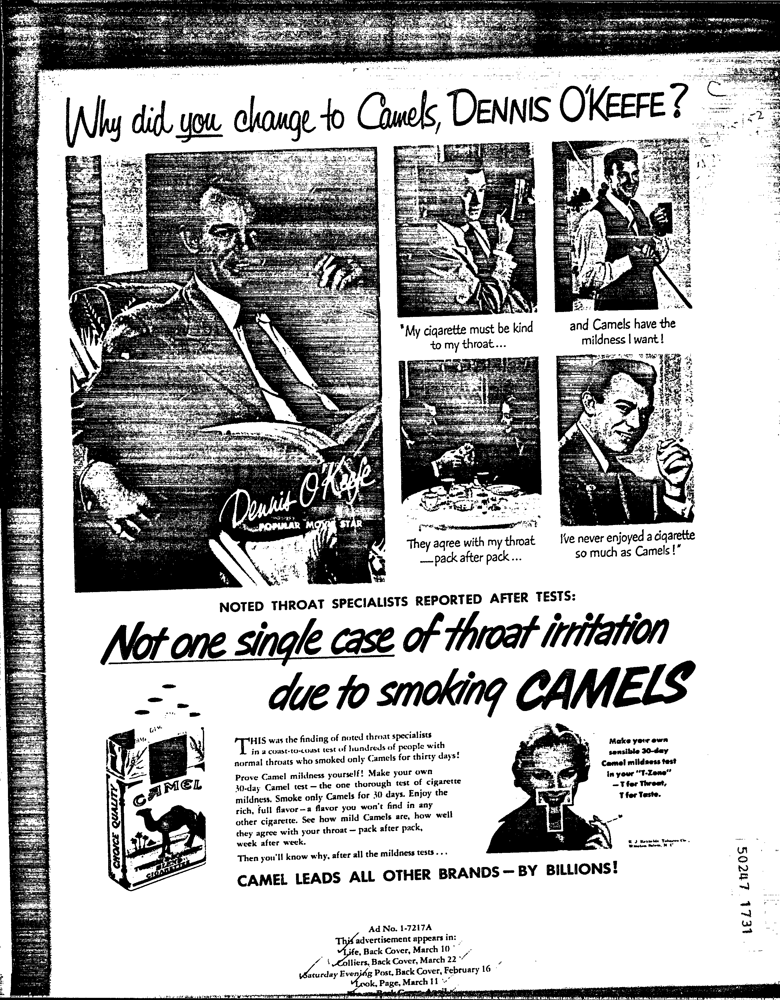 Why did you change to Camels, DENNIS O'KEEFE?
"My cigarette must be kind
to my throat...
and Camels have the
mildness I want!
Dennis O'Keefe
POPULAR MOVIE STAR
They agree with my throat
—pack after pack...
I've never enjoyed a cigarette
so much as Camels!"
NOTED THROAT SPECIALISTS REPORTED AFTER TESTS:
Not one single case of throat irritation
due to smoking CAMELS
CAMEL
CHOICE QUALITY
THIS was the finding of noted throat specialists
in a coast-to-coast test of hundreds of people with
normal throats who smoked only Camels for thirty days!
Prove Camel mildness yourself! Make your own
30-day Camel test — the one thorough test of cigarette
mildness. Smoke only Camels for 30 days. Enjoy the
rich, full flavor — a flavor you won't find in any
other cigarette. See how mild Camels are, how well
they agree with your throat — pack after pack,
week after week.
Then you'll know why, after all the mildness tests...
Make your own
sensible 30-day
Camel mildness test
in your "T-Zone"
— T for Throat,
T for Taste.
R. J. Reynolds Tobacco Co.,
Winston-Salem, N. C.
CAMEL LEADS ALL OTHER BRANDS — BY BILLIONS!
50247 1731
Ad No. 1-7217A
This advertisement appears in:
Life, Back Cover, March 10
Colliers, Back Cover, March 22
Saturday Evening Post, Back Cover, February 16
Look, Page, March 11